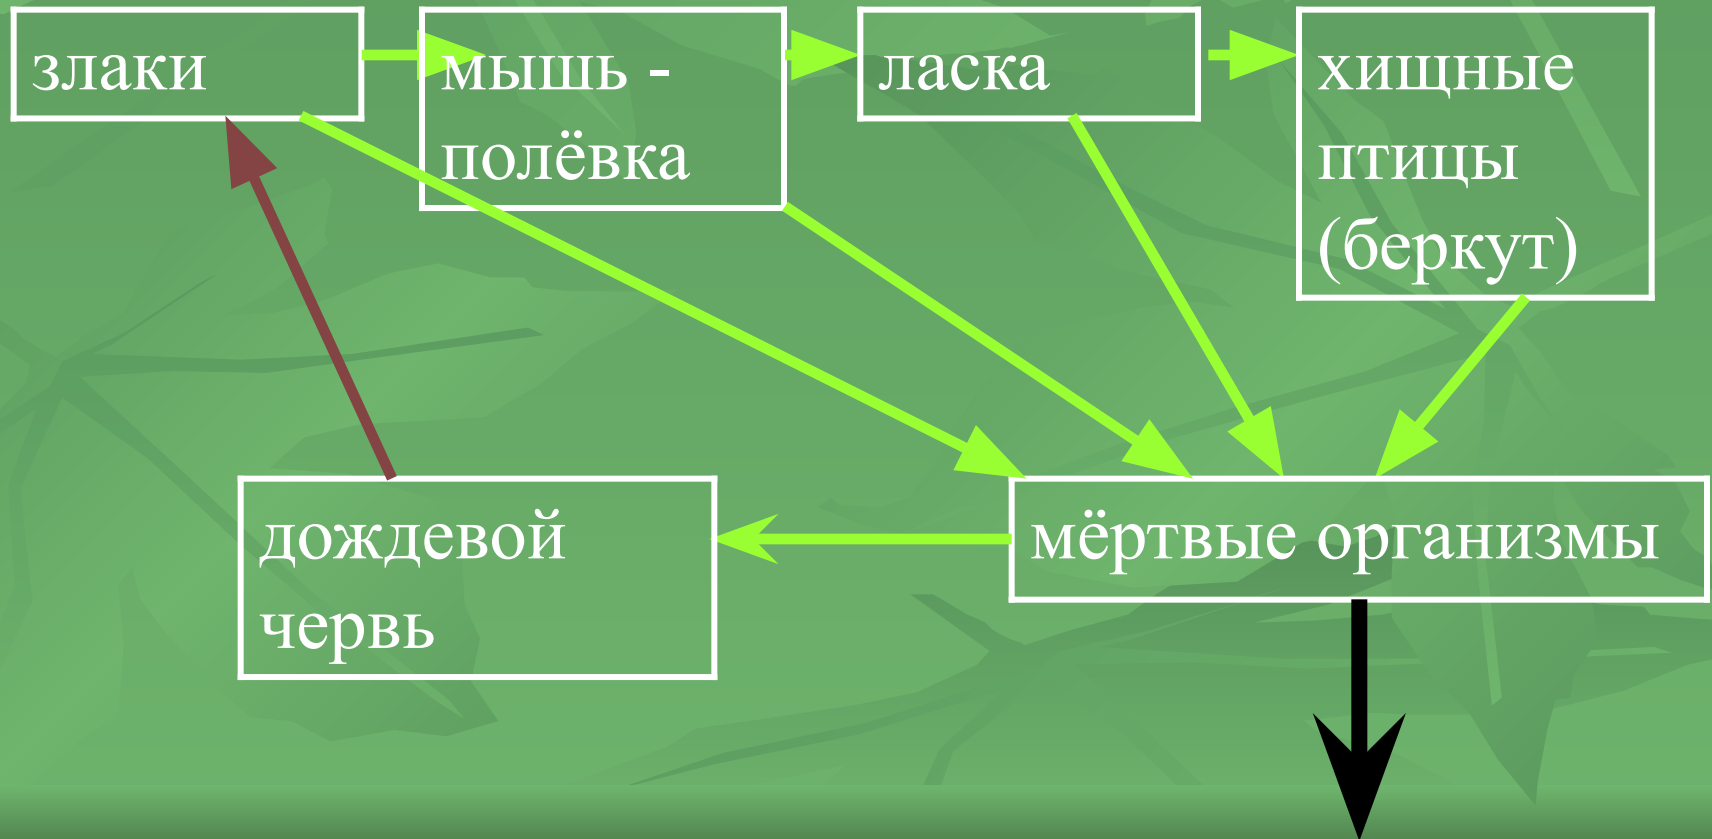 злаки
мышь -
полёвка
ласка
хищные
птицы
(беркут)
дождевой
червь
мёртвые организмы